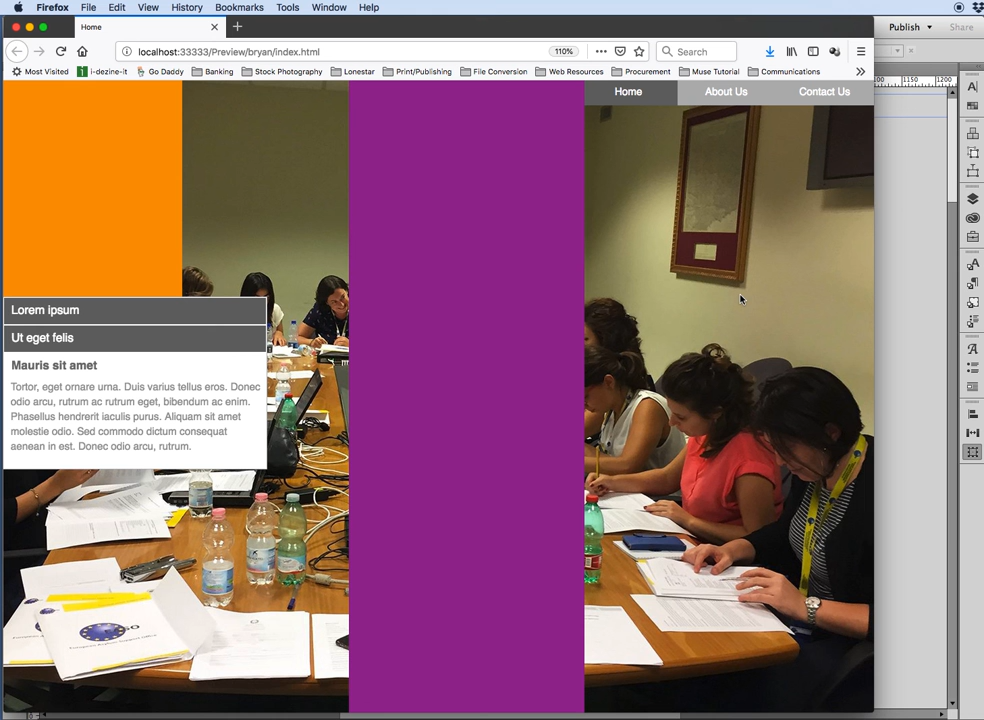 Firefox File Edit View History Bookmarks Tools Window Help
Home
Publish
Share
localhost:33333/Preview/bryan/index.html
110%
Search
Most Visited
i-dezine-it
Go Daddy
Banking
Stock Photography
Lonestar
Print/Publishing
File Conversion
Web Resources
Procurement
Muse Tutorial
Communications
1150
1200
Home
About Us
Contact Us
Lorem ipsum
Ut eget felis
Mauris sit amet
Tortor, eget ornare urna. Duis varius tellus eros. Donec
odio arcu, rutrum ac rutrum eget, bibendum ac enim.
Phasellus hendrerit iaculis purus. Aliquam sit amet
molestie odio. Sed commodo dictum consequat
aenean in est. Donec odio arcu, rutrum.